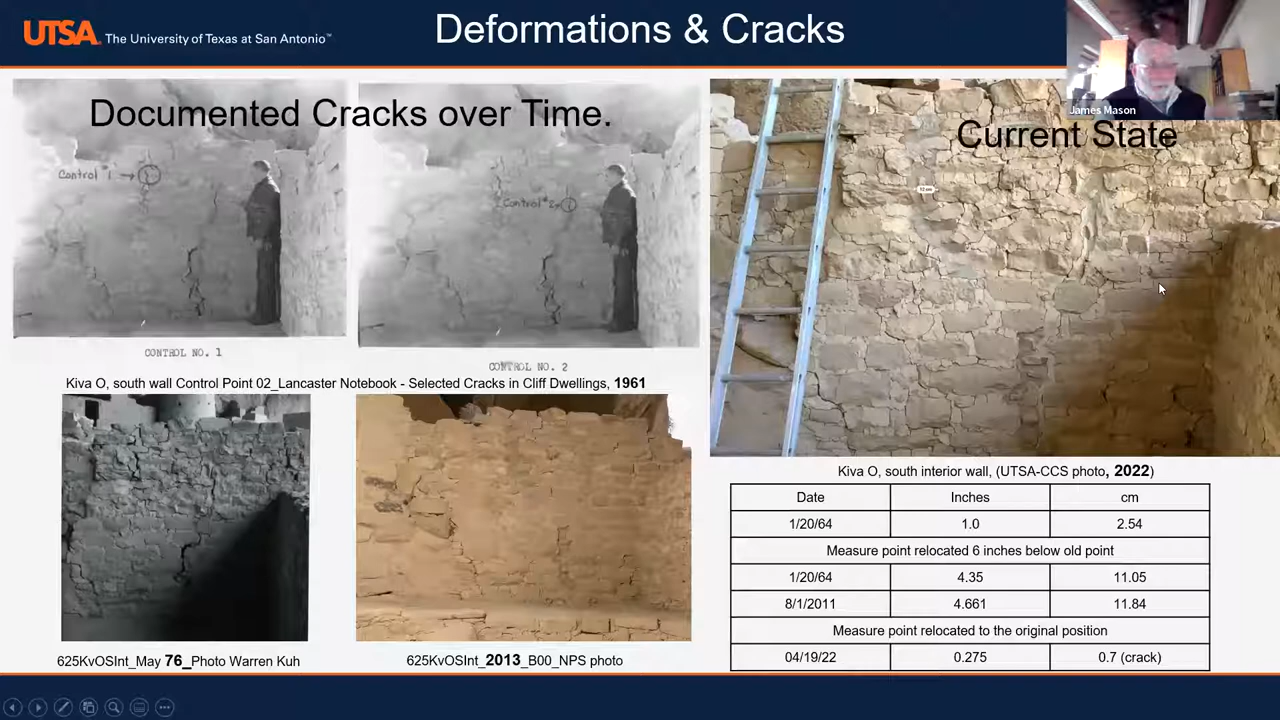 UTSA. The University of Texas at San Antonio™
Deformations & Cracks
James Mason
Documented Cracks over Time.
Current State
Control #1
Control #2
CONTROL NO. 1
CONTROL NO. 2
Kiva O, south wall Control Point 02_Lancaster Notebook - Selected Cracks in Cliff Dwellings, 1961
625KvOSInt_May 76_Photo Warren Kuh
625KvOSInt_2013_B00_NPS photo
Kiva O, south interior wall, (UTSA-CCS photo, 2022)
Date Inches cm
1/20/64 1.0 2.54
Measure point relocated 6 inches below old point
1/20/64 4.35 11.05
8/1/2011 4.661 11.84
Measure point relocated to the original position
04/19/22 0.275 0.7 (crack)